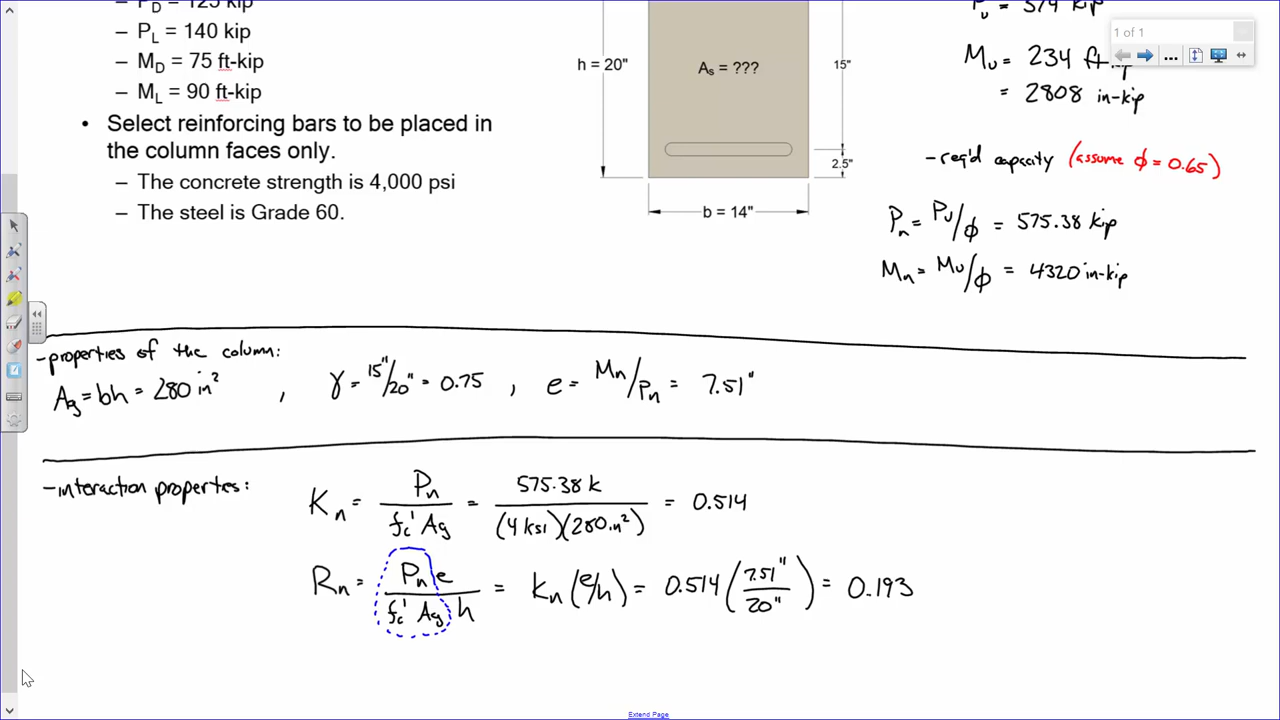 P_D = 125 kip
– P_L = 140 kip
– M_D = 75 ft-kip
– M_L = 90 ft-kip
• Select reinforcing bars to be placed in
the column faces only.
– The concrete strength is 4,000 psi
– The steel is Grade 60.
h = 20"
A_s = ???
15"
2.5"
b = 14"
P_u = 374 kip
1 of 1
M_u = 234 ft-kip
= 2808 in-kip
-req'd capacity (assume ϕ = 0.65)
P_n = P_u/ϕ = 575.38 kip
M_n = M_u/ϕ = 4320 in-kip
-properties of the column:
A_g = bh = 280 in², γ = 15"/20" = 0.75, e = M_n/P_n = 7.51"
-interaction properties:
K_n = P_n / f_c' A_g = 575.38 k / (4 ksi)(280 in²) = 0.514
R_n = P_n e / f_c' A_g h = K_n (e/h) = 0.514 (7.51" / 20") = 0.193
Extend Page